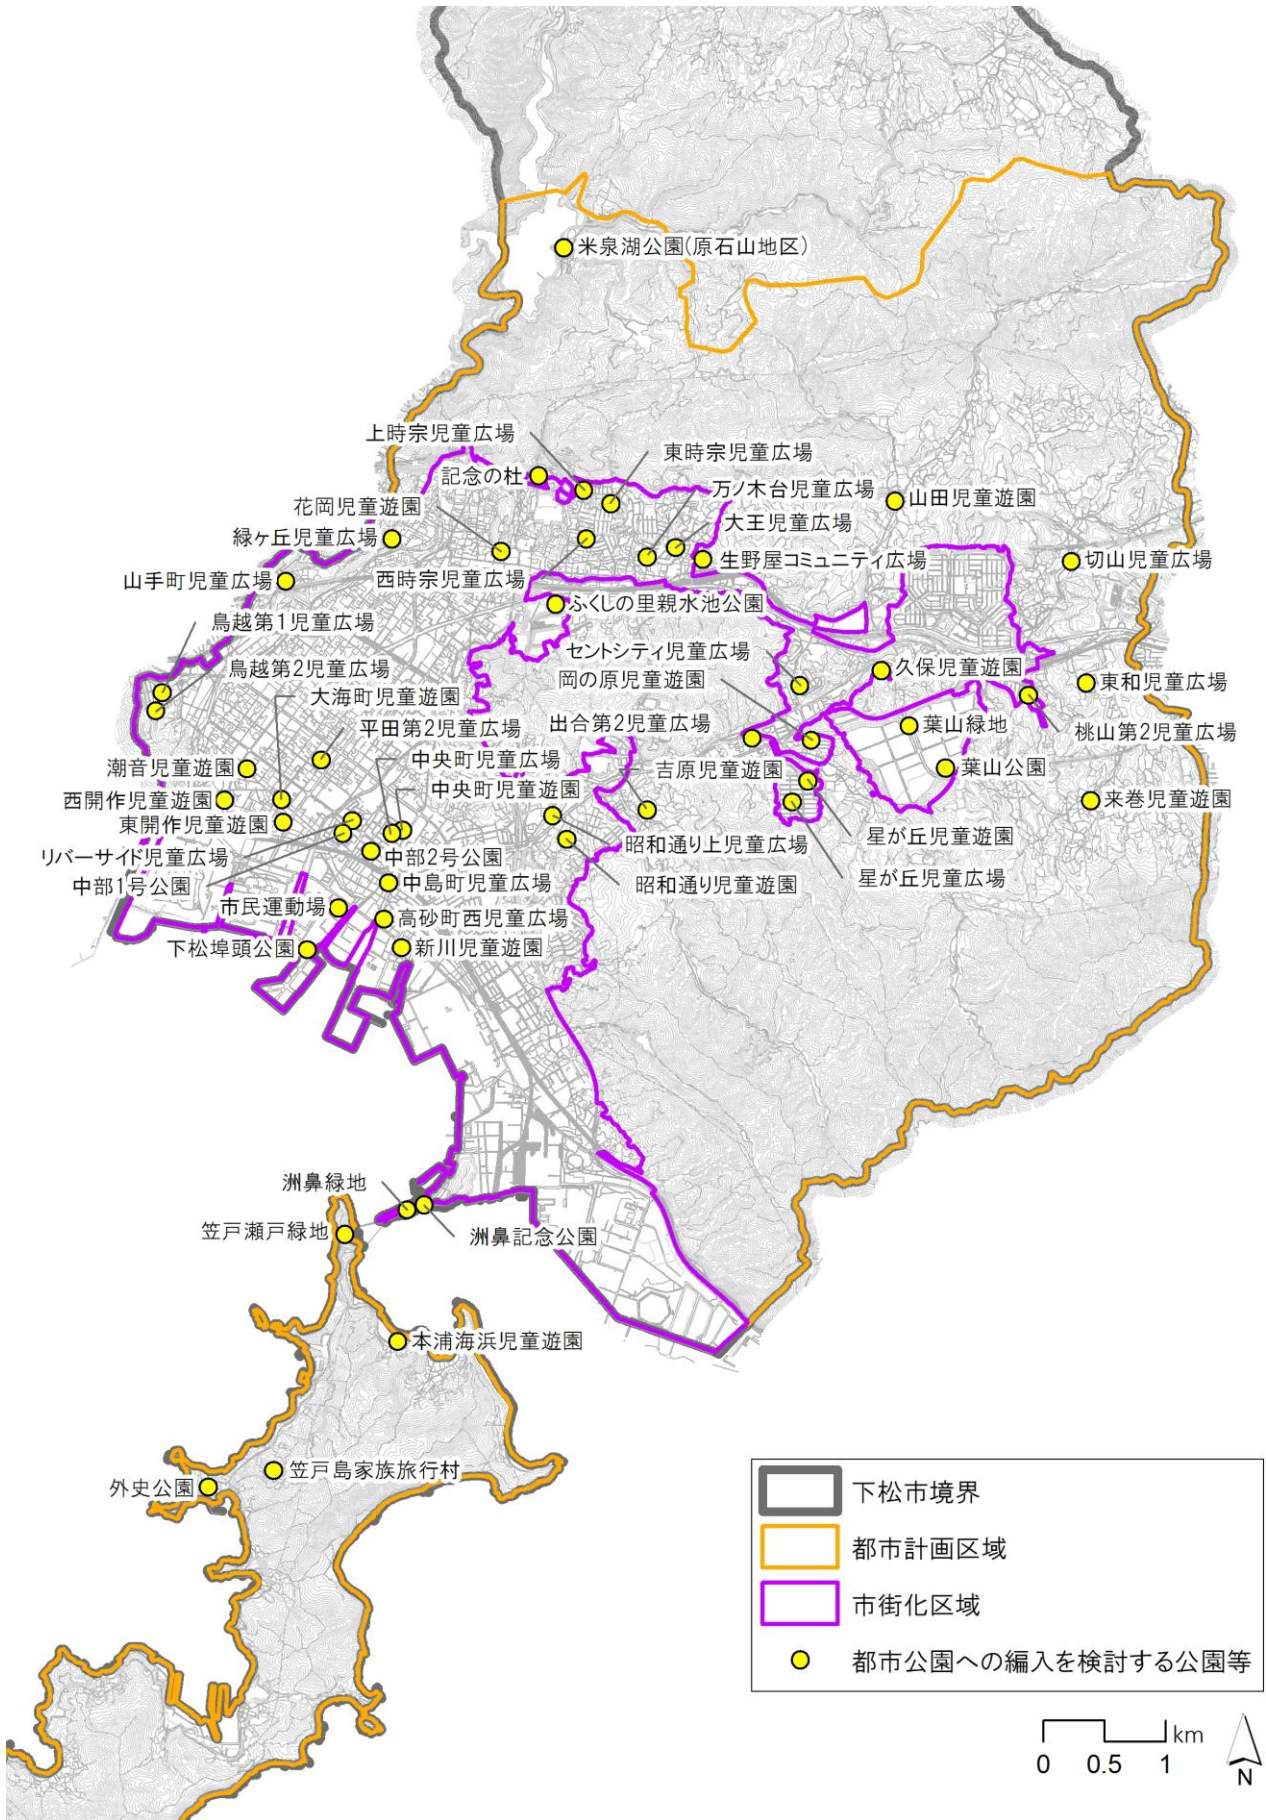 米泉湖公園(原石山地区)
上時宗児童広場
東時宗児童広場
記念の杜
万ノ木台児童広場
花岡児童遊園
山田児童遊園
大王児童広場
緑ヶ丘児童広場
生野屋コミュニティ広場
切山児童広場
西時宗児童広場
山手町児童広場
ふくしの里親水池公園
鳥越第1児童広場
セントシティ児童広場
鳥越第2児童広場
久保児童遊園
岡の原児童遊園
東和児童広場
大海町児童遊園
出合第2児童広場
葉山緑地
桃山第2児童広場
平田第2児童広場
中央町児童広場
潮音児童遊園
吉原児童遊園
葉山公園
中央町児童遊園
西開作児童遊園
来巻児童遊園
東開作児童遊園
星が丘児童遊園
リバーサイド児童広場
昭和通り上児童広場
中部2号公園
星が丘児童広場
中部1号公園
中島町児童広場
昭和通り児童遊園
市民運動場
高砂町西児童広場
下松埠頭公園
新川児童遊園
洲鼻緑地
笠戸瀬戸緑地
洲鼻記念公園
本浦海浜児童遊園
笠戸島家族旅行村
外史公園
下松市境界
都市計画区域
市街化区域
都市公園への編入を検討する公園等
km
0 0.5 1
N